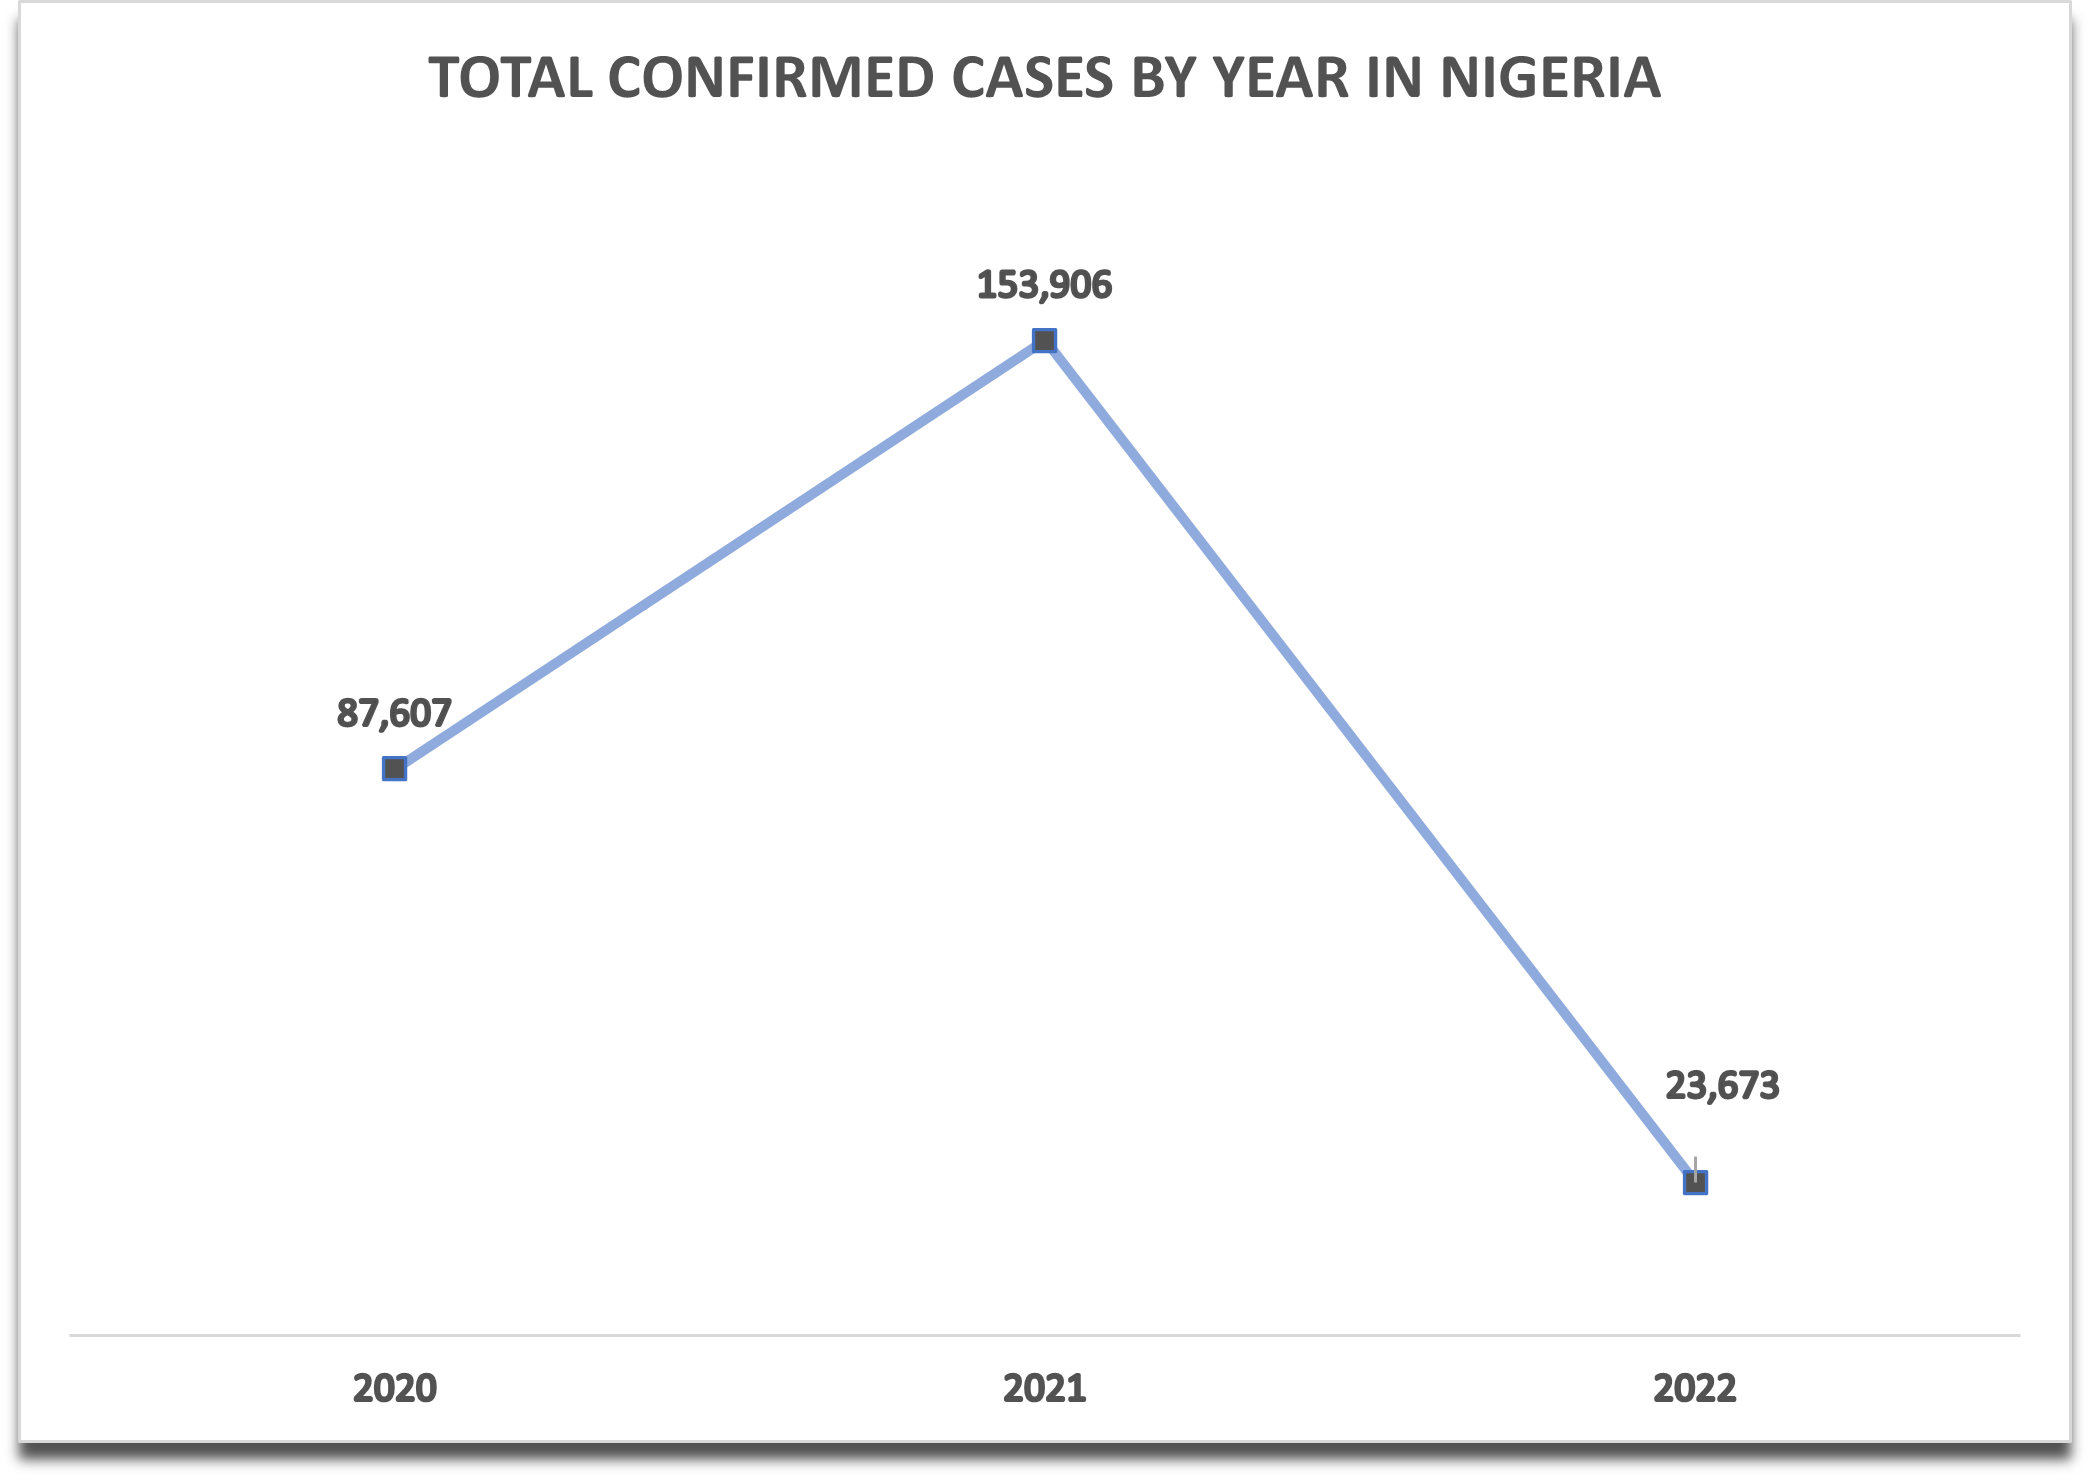 TOTAL CONFIRMED CASES BY YEAR IN NIGERIA
153,906
87,607
23,673
2020 2021 2022